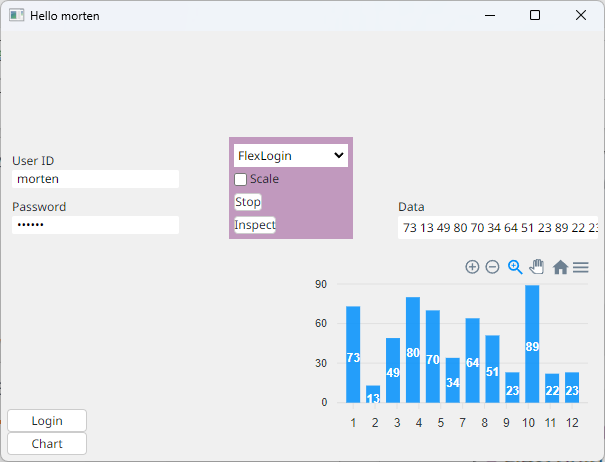 Hello morten
FlexLogin
User ID
morten
Scale
Stop
Password
••••••
Inspect
Data
73 13 49 80 70 34 64 51 23 89 22 23
90
60
30
0
73 13 49 80 70 34 64 51 23 89 22 23
1 2 3 4 5 6 7 8 9 10 11 12
Login
Chart